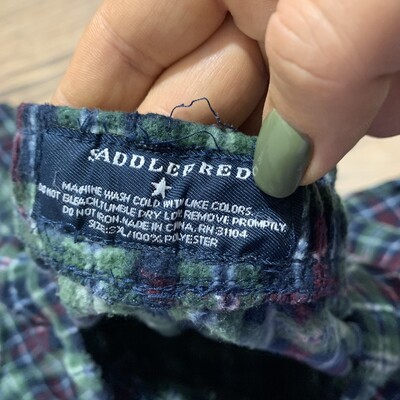 SADDLEBRED
MACHINE WASH COLD WITH LIKE COLORS.
DO NOT BLEACH.TUMBLE DRY LOW.REMOVE PROMPTLY.
DO NOT IRON.MADE IN CHINA. RN 31104
SIZE: /100% POLYESTER